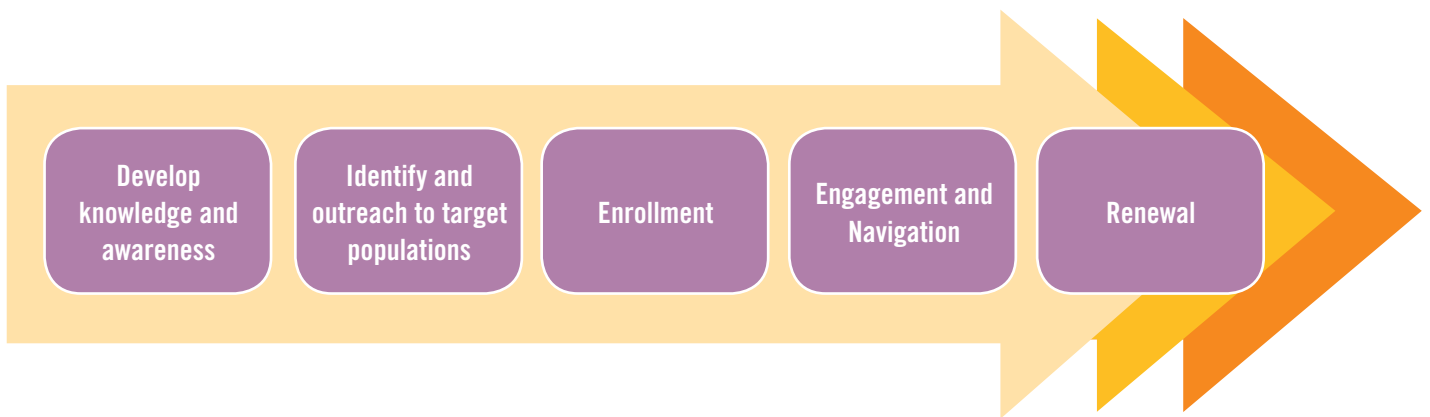 Develop
knowledge and
awareness
Identify and
outreach to target
populations
Enrollment
Engagement and
Navigation
Renewal